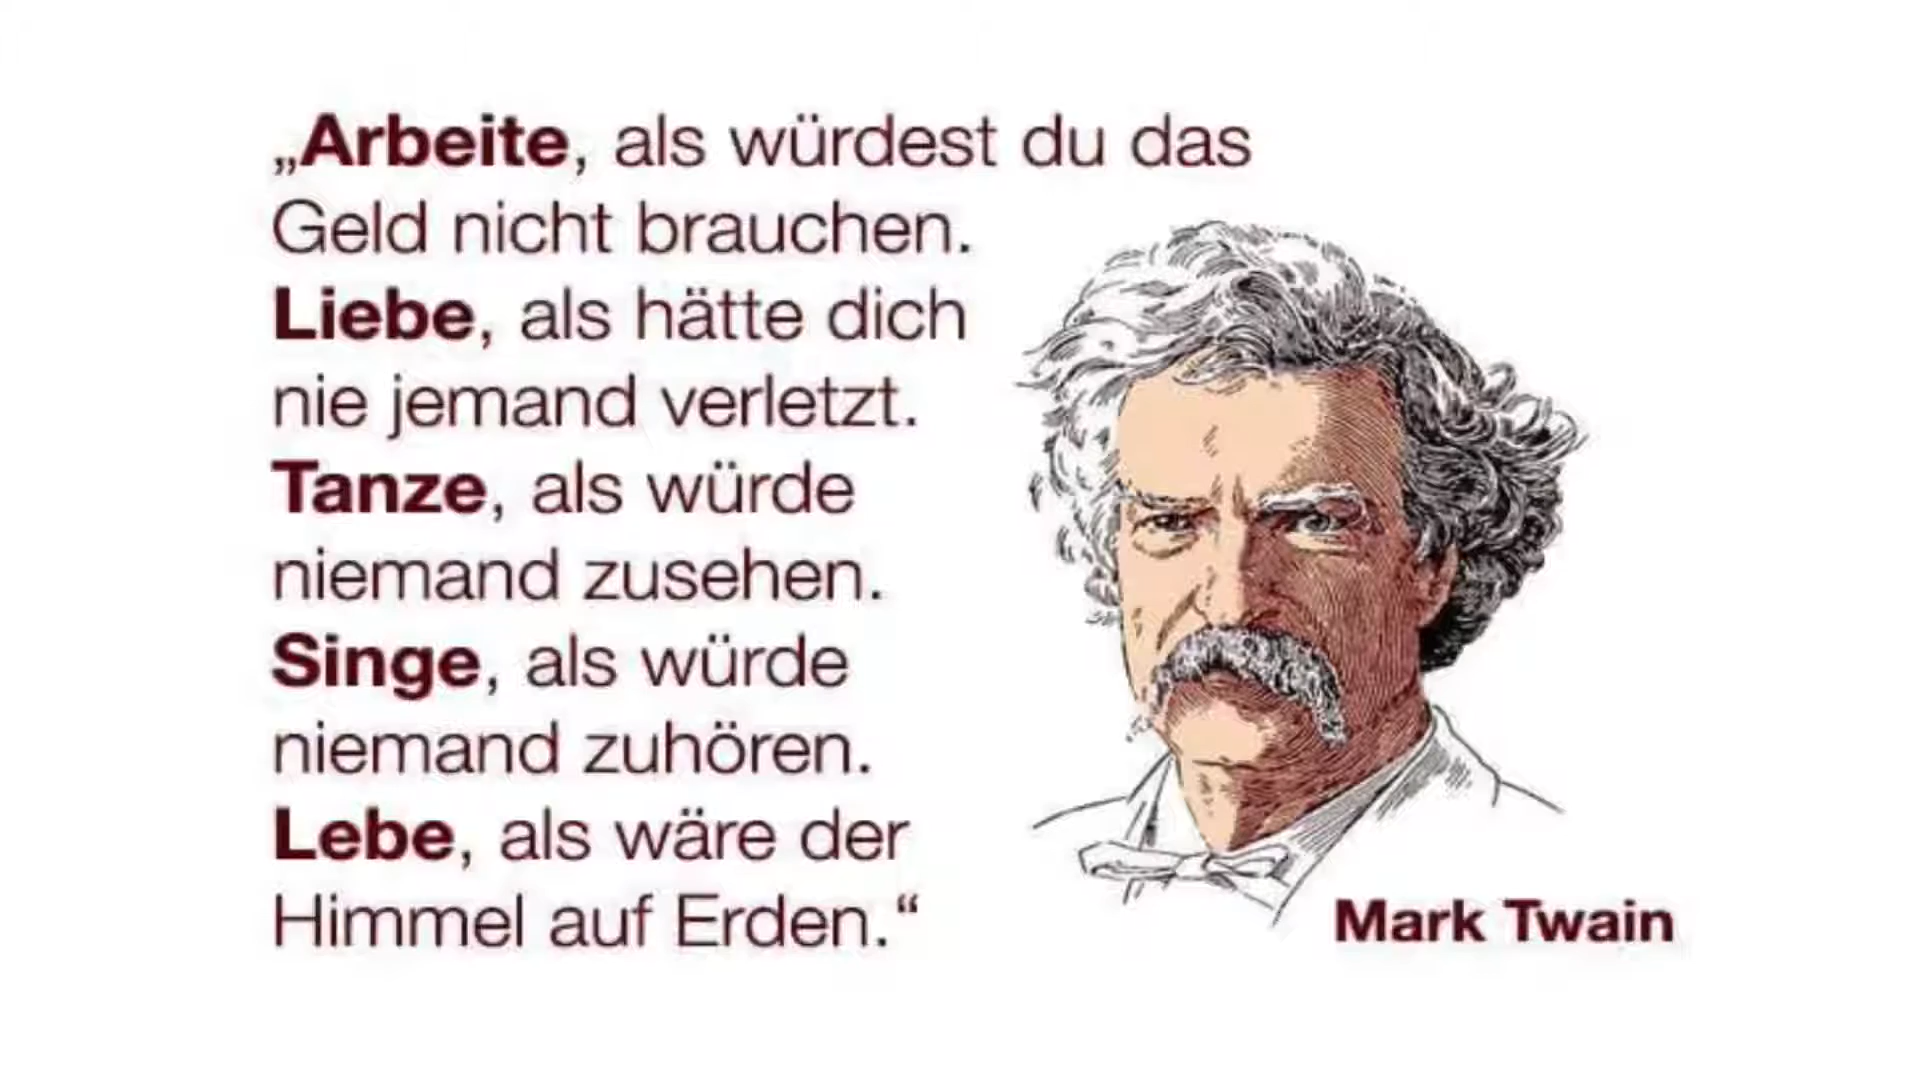 „Arbeite, als würdest du das
Geld nicht brauchen.
Liebe, als hätte dich
nie jemand verletzt.
Tanze, als würde
niemand zusehen.
Singe, als würde
niemand zuhören.
Lebe, als wäre der
Himmel auf Erden.“
Mark Twain